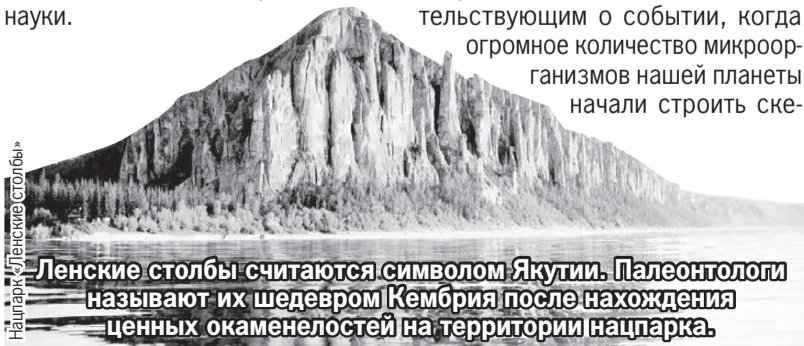 науки.
тельствующим о событии, когда
огромное количество микроор-
ганизмов нашей планеты
начали строить ске-
Нацпарк «Ленские столбы»
Ленские столбы считаются символом Якутии. Палеонтологи
называют их шедевром Кембрия после нахождения
ценных окаменелостей на территории нацпарка.